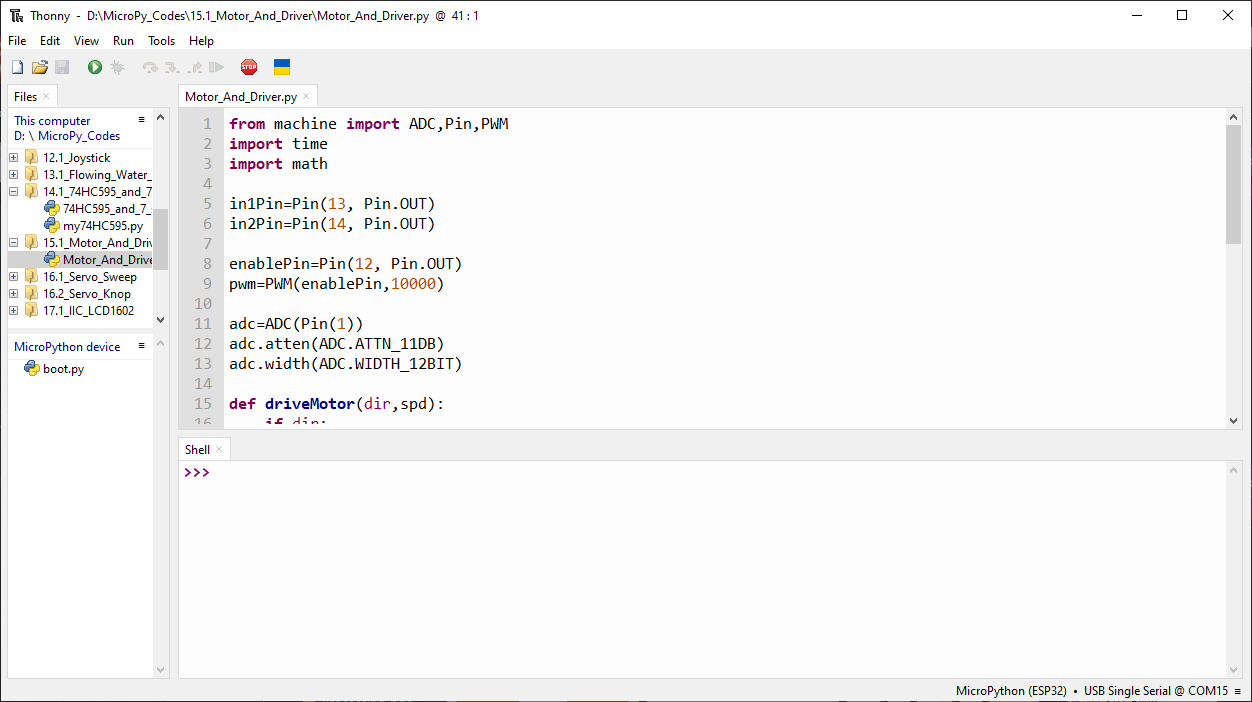 Thonny - D:\MicroPy_Codes\15.1_Motor_And_Driver\Motor_And_Driver.py @ 41 : 1
File Edit View Run Tools Help
STOP
Files
This computer
D: \ MicroPy_Codes
12.1_Joystick
13.1_Flowing_Water_
14.1_74HC595_and_7
74HC595_and_7_
my74HC595.py
15.1_Motor_And_Driv
Motor_And_Drive
16.1_Servo_Sweep
16.2_Servo_Knop
17.1_IIC_LCD1602
MicroPython device
boot.py
Motor_And_Driver.py
1 from machine import ADC,Pin,PWM
2 import time
3 import math
4
5 in1Pin=Pin(13, Pin.OUT)
6 in2Pin=Pin(14, Pin.OUT)
7
8 enablePin=Pin(12, Pin.OUT)
9 pwm=PWM(enablePin,10000)
10
11 adc=ADC(Pin(1))
12 adc.atten(ADC.ATTN_11DB)
13 adc.width(ADC.WIDTH_12BIT)
14
15 def driveMotor(dir,spd):
16 if dir:
Shell
>>>
MicroPython (ESP32) • USB Single Serial @ COM15 ≡